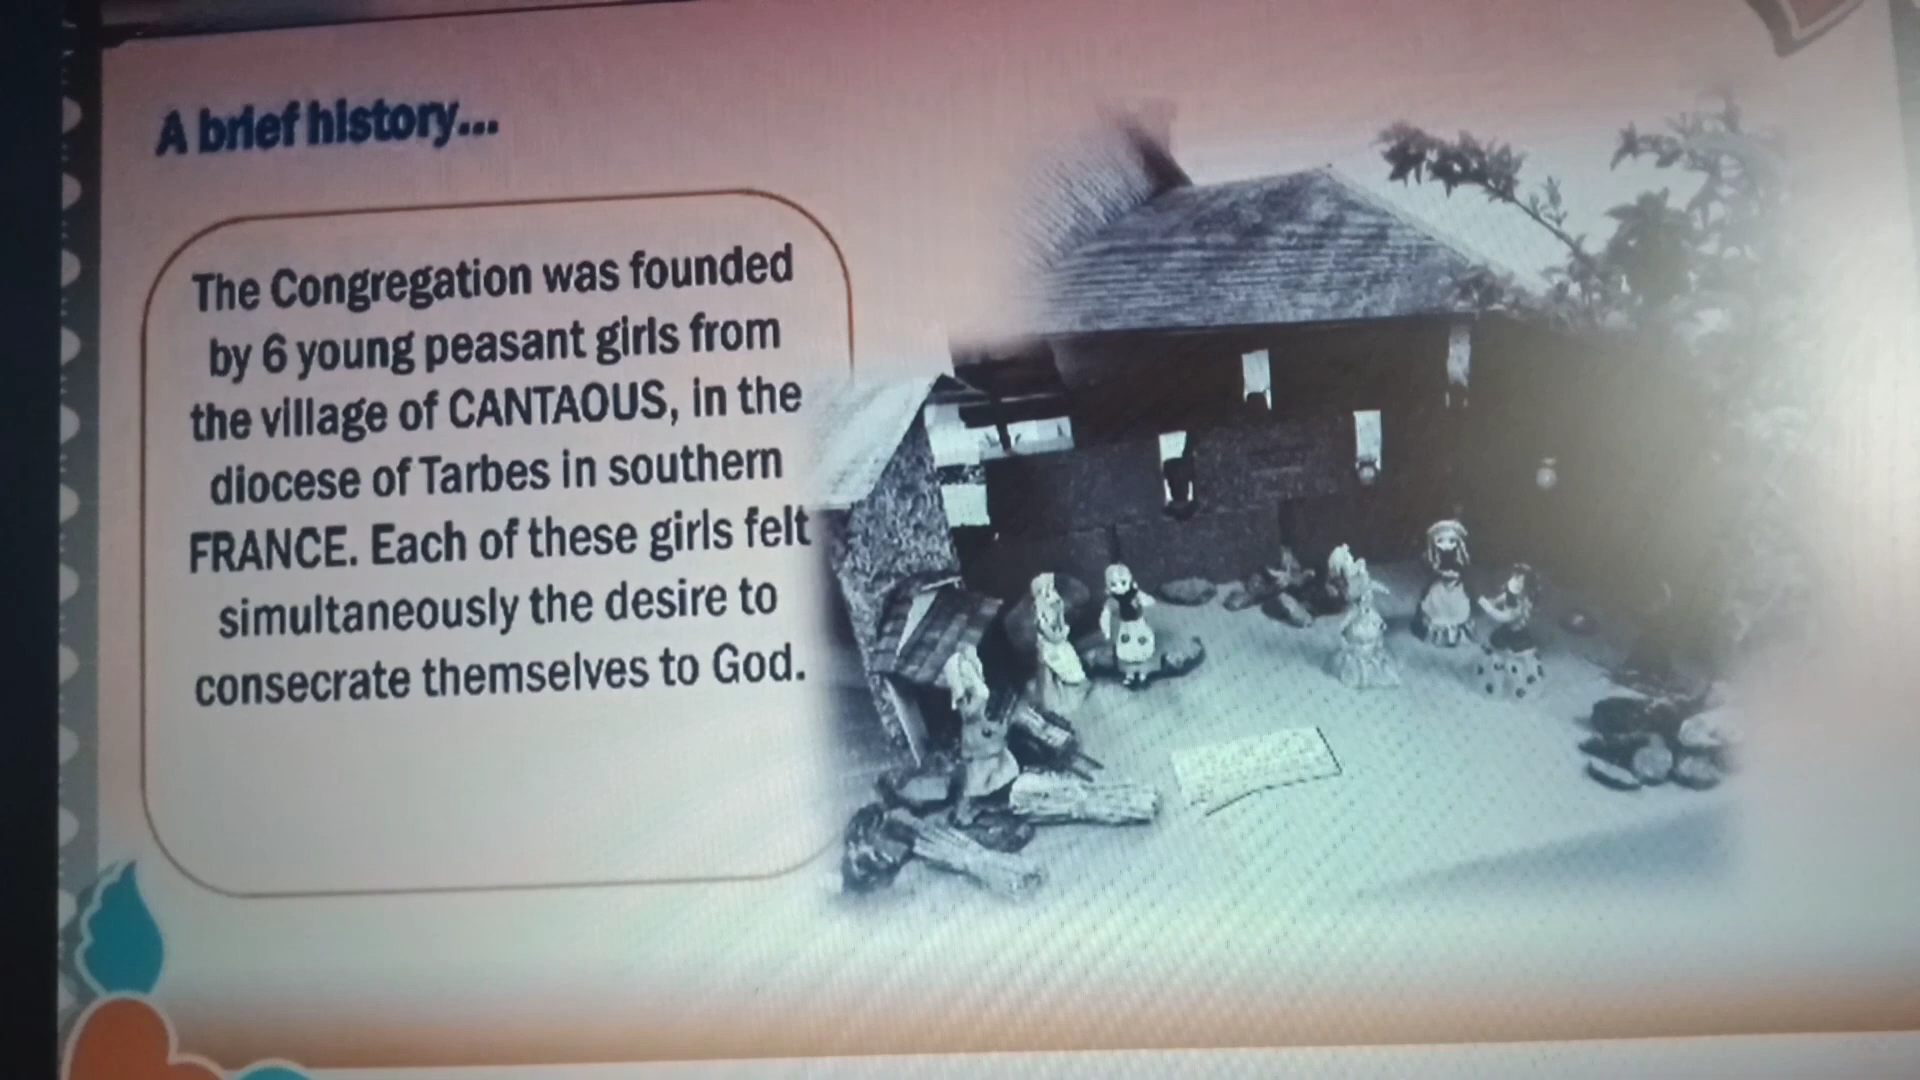 A brief history...
The Congregation was founded
by 6 young peasant girls from
the village of CANTAOUS, in the
diocese of Tarbes in southern
FRANCE. Each of these girls felt
simultaneously the desire to
consecrate themselves to God.